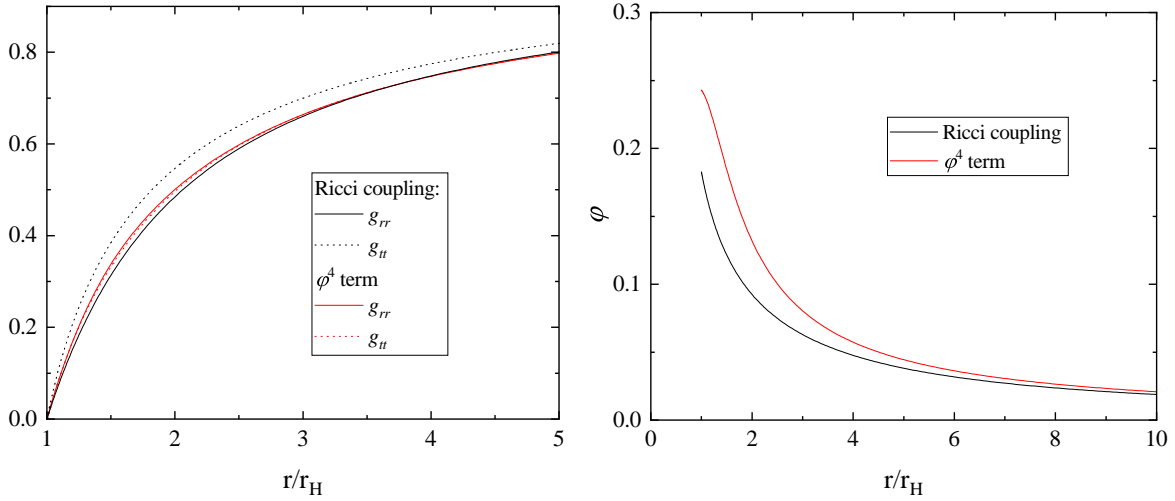 0.8
0.6
0.4
0.2
0.0
1
2
3
4
5
r/r_H
Ricci coupling:
g_rr
g_tt
φ^4 term
g_rr
g_tt
0.3
0.2
0.1
0.0
φ
0
2
4
6
8
10
r/r_H
Ricci coupling
φ^4 term